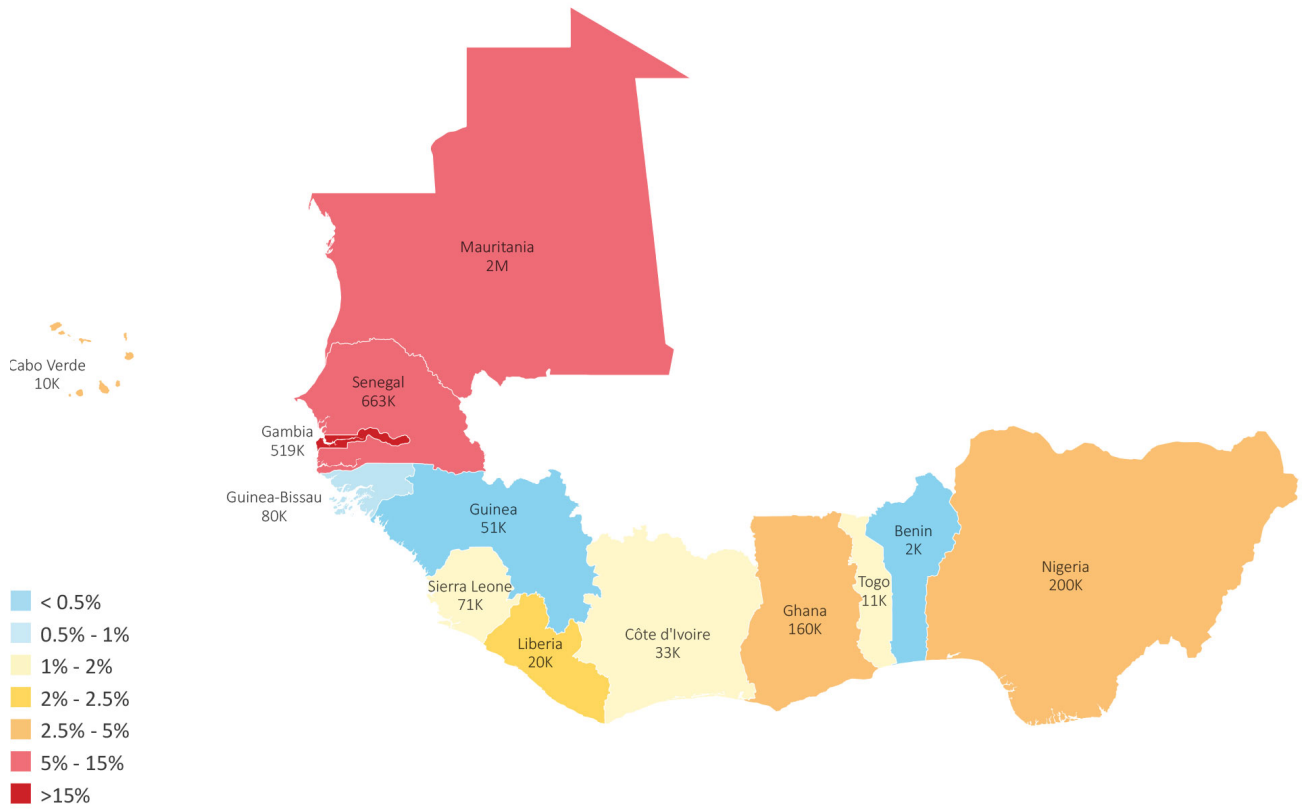 Mauritania
2M
Cabo Verde
10K
Senegal
663K
Gambia
519K
Guinea-Bissau
80K
Guinea
51K
Sierra Leone
71K
Liberia
20K
Côte d'Ivoire
33K
Ghana
160K
Togo
11K
Benin
2K
Nigeria
200K
< 0.5%
0.5% - 1%
1% - 2%
2% - 2.5%
2.5% - 5%
5% - 15%
>15%